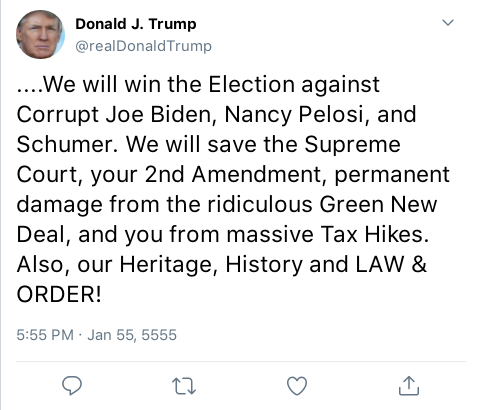 Donald J. Trump
@realDonaldTrump
....We will win the Election against
Corrupt Joe Biden, Nancy Pelosi, and
Schumer. We will save the Supreme
Court, your 2nd Amendment, permanent
damage from the ridiculous Green New
Deal, and you from massive Tax Hikes.
Also, our Heritage, History and LAW &
ORDER!
5:55 PM · Jan 55, 5555